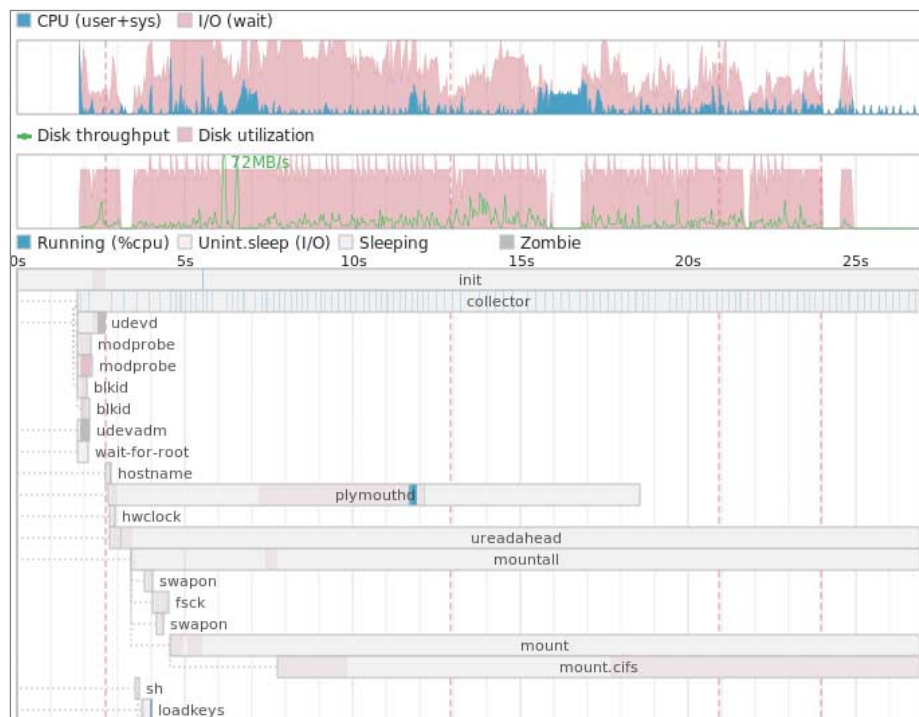 CPU (user+sys) I/O (wait)
Disk throughput Disk utilization
72MB/s
Running (%cpu) Unint.sleep (I/O) Sleeping Zombie
0s 5s 10s 15s 20s 25s
init
collector
udevd
modprobe
modprobe
blkid
blkid
udevadm
wait-for-root
hostname
plymouthd
hwclock
ureadahead
mountall
swapon
fsck
swapon
mount
mount.cifs
sh
loadkeys